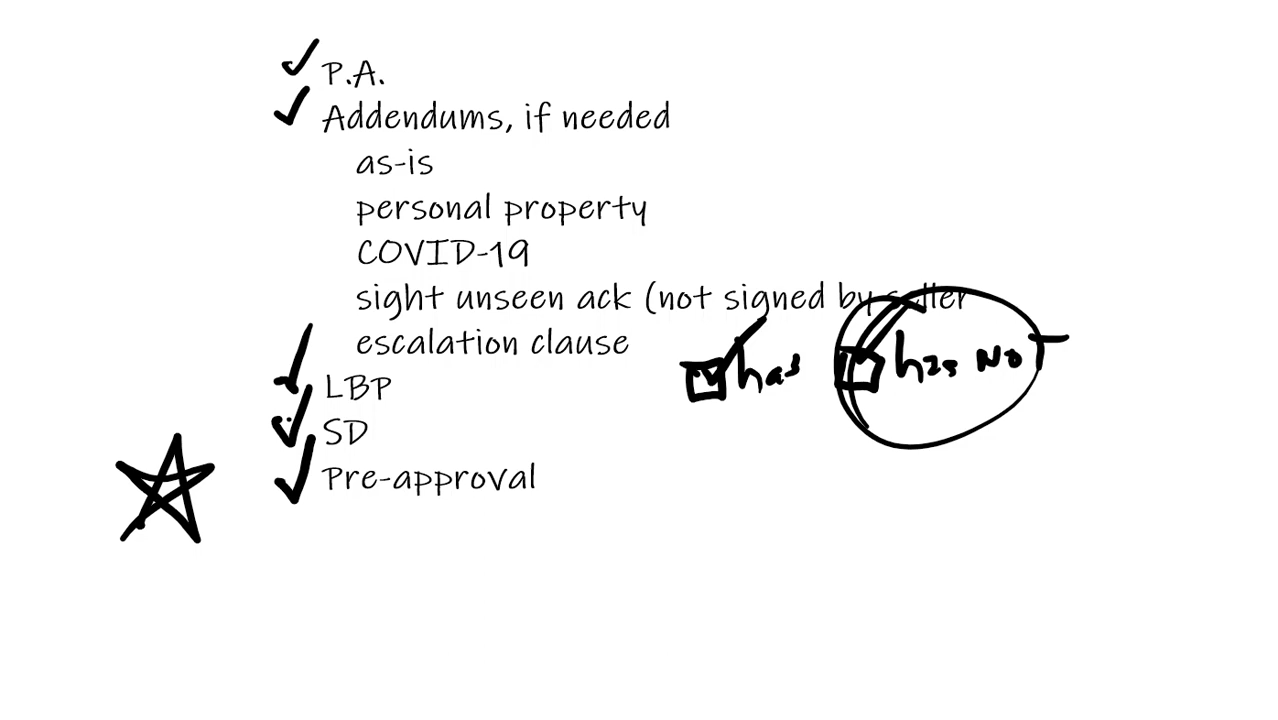 P.A.
Addendums, if needed
as-is
personal property
COVID-19
sight unseen ack (not signed by seller
escalation clause
has has NOT
LBP
SD
Pre-approval